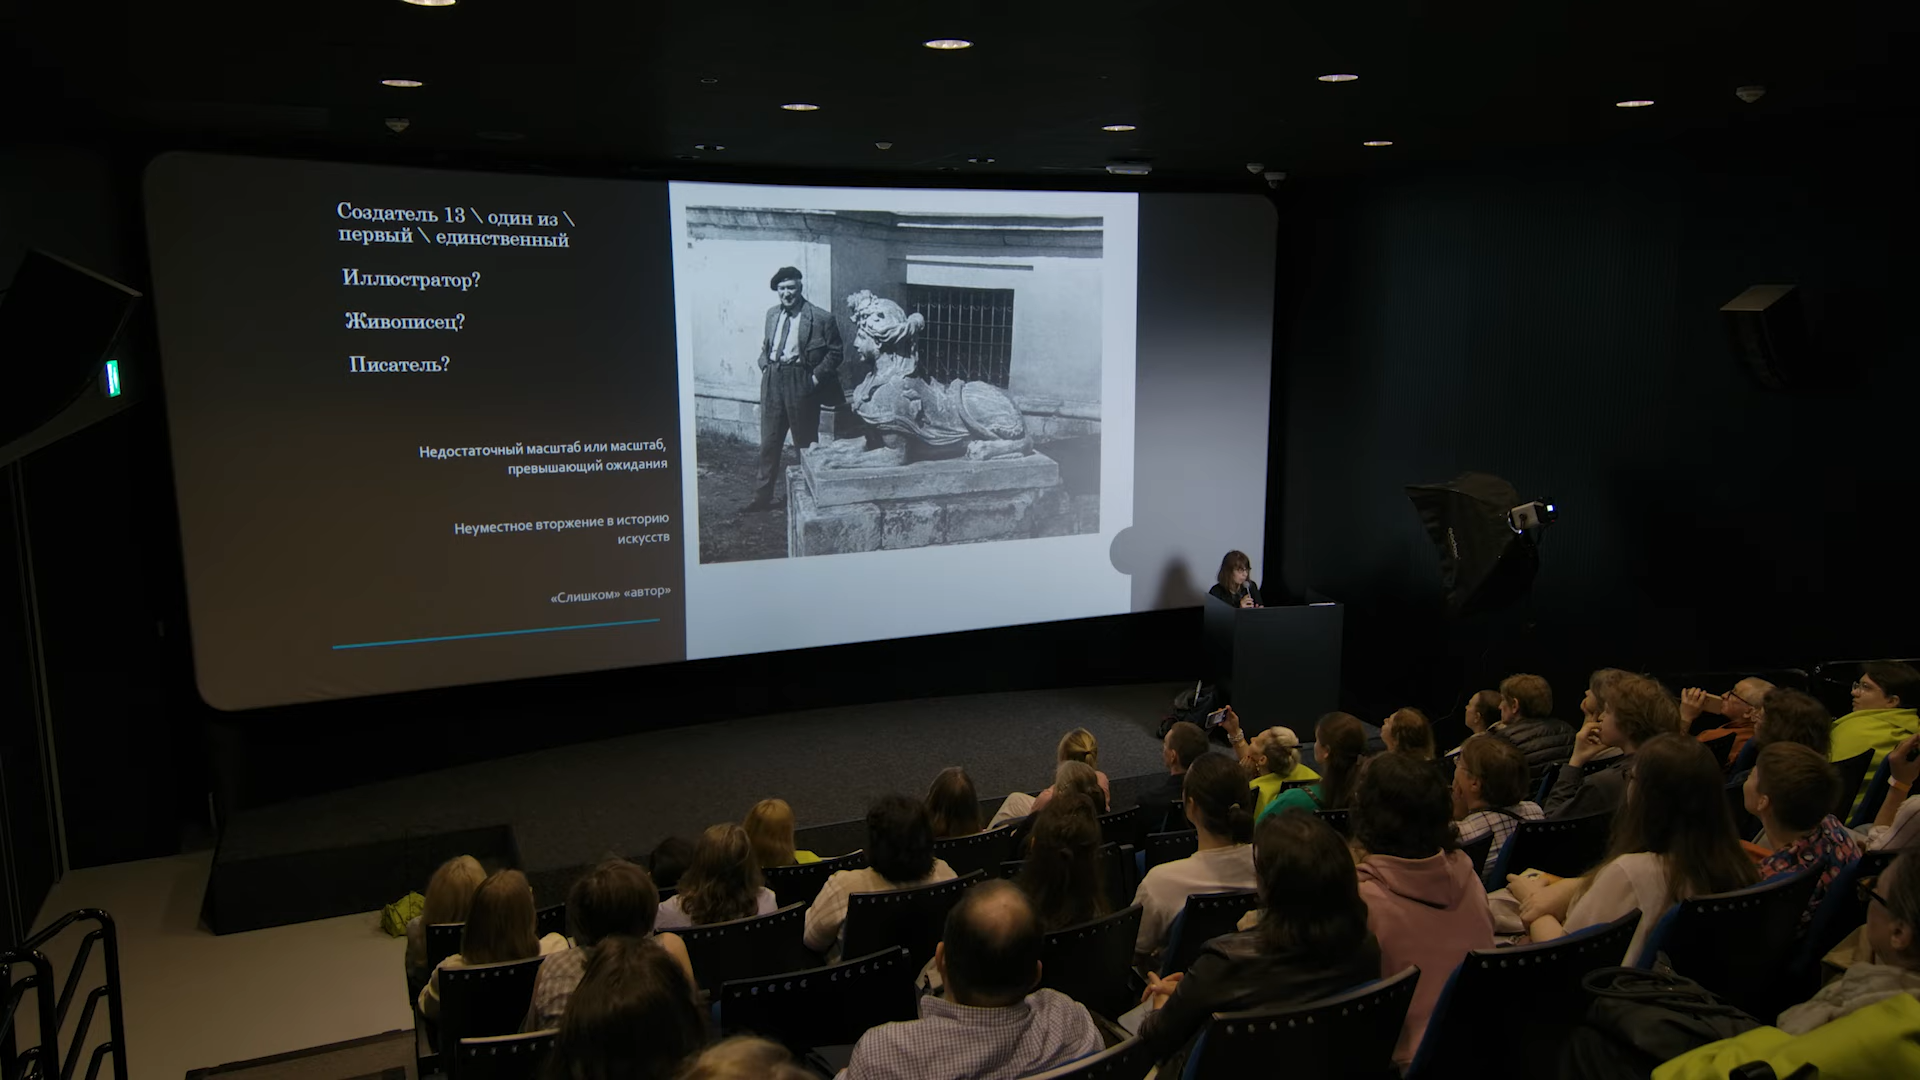 Создатель 13 \ один из \
первый \ единственный
Иллюстратор?
Живописец?
Писатель?
Недостаточный масштаб или масштаб,
превышающий ожидания
Неуместное вторжение в историю
искусств
«Слишком» «автор»